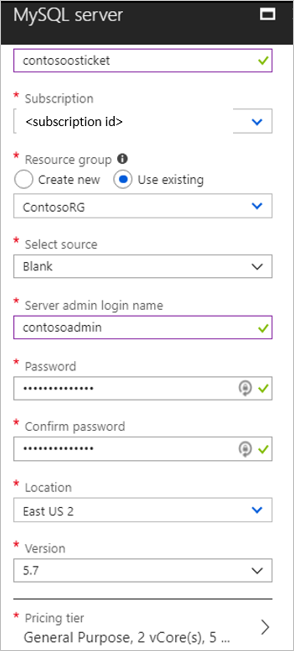 MySQL server
contosoosticket
* Subscription
<subscription id>
* Resource group
Create new Use existing
ContosoRG
* Select source
Blank
* Server admin login name
contosoadmin
* Password
••••••••••••••
* Confirm password
••••••••••••••
* Location
East US 2
* Version
5.7
* Pricing tier
General Purpose, 2 vCore(s), 5 ...